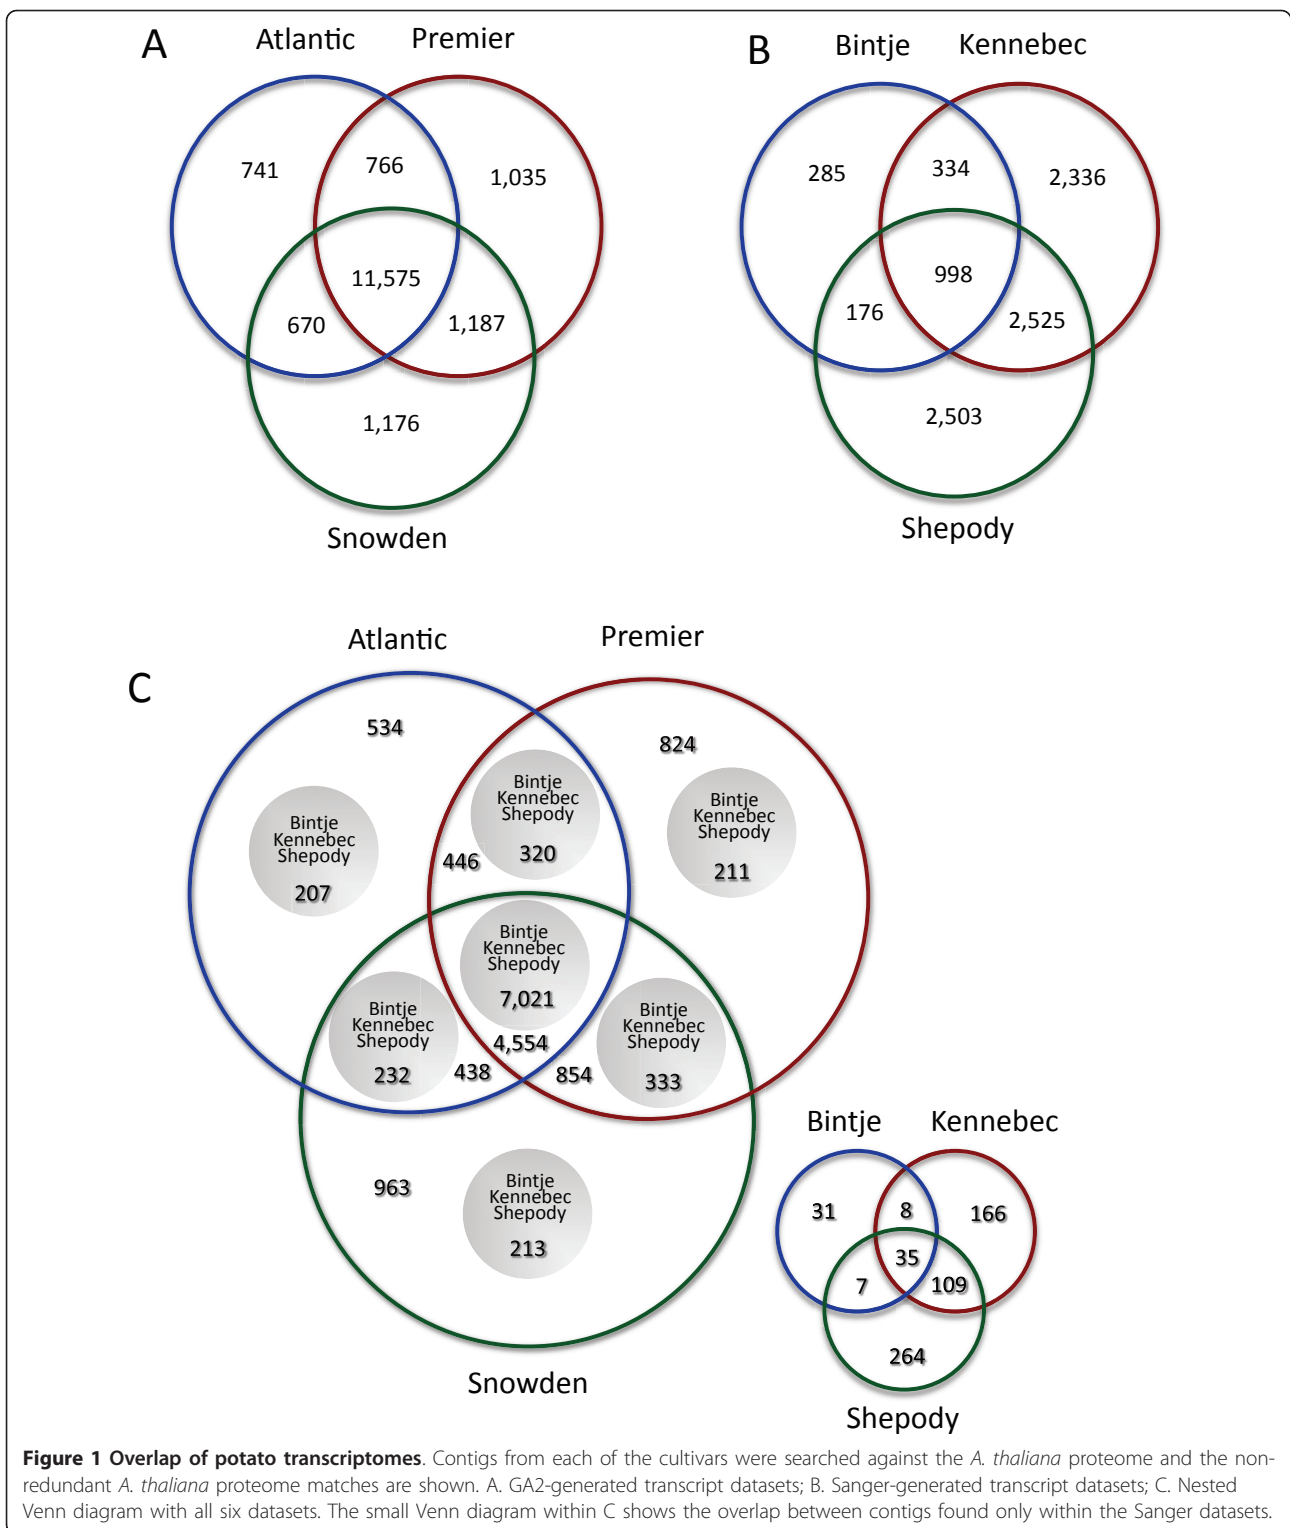 A
Atlantic
Premier
741
766
1,035
11,575
670
1,187
1,176
Snowden
B
Bintje
Kennebec
285
334
2,336
998
176
2,525
2,503
Shepody
C
Atlantic
Premier
534
824
Bintje
Kennebec
Shepody
207
Bintje
Kennebec
Shepody
320
446
Bintje
Kennebec
Shepody
211
Bintje
Kennebec
Shepody
7,021
4,554
Bintje
Kennebec
Shepody
232
438
Bintje
Kennebec
Shepody
333
854
963
Bintje
Kennebec
Shepody
213
Snowden
Bintje
Kennebec
31
8
166
35
7
109
264
Shepody
Figure 1 Overlap of potato transcriptomes. Contigs from each of the cultivars were searched against the A. thaliana proteome and the non-
redundant A. thaliana proteome matches are shown. A. GA2-generated transcript datasets; B. Sanger-generated transcript datasets; C. Nested
Venn diagram with all six datasets. The small Venn diagram within C shows the overlap between contigs found only within the Sanger datasets.